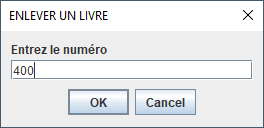 ENLEVER UN LIVRE
Entrez le numéro
400
OK Cancel